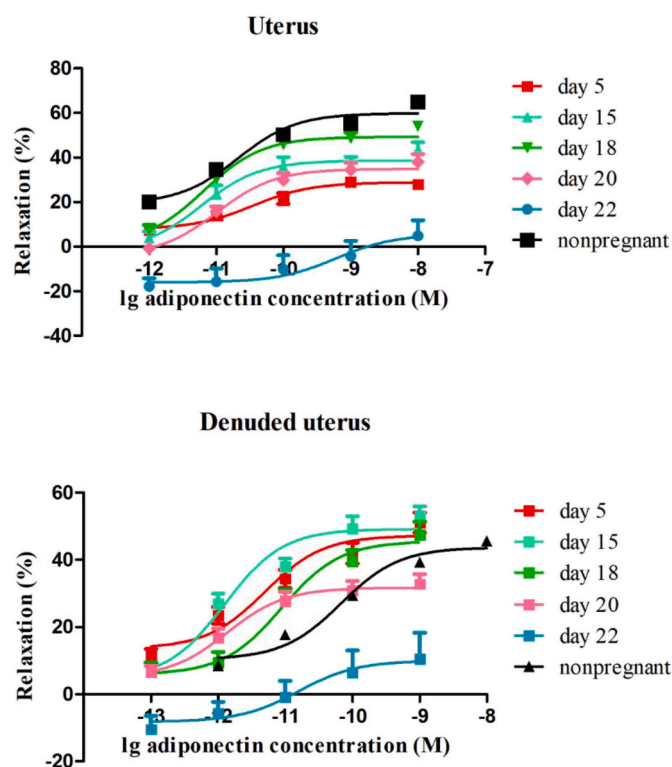 Uterus
80
60
40
20
0
-20
-40
Relaxation (%)
-12 -11 -10 -9 -8 -7
lg adiponectin concentration (M)
day 5
day 15
day 18
day 20
day 22
nonpregnant
Denuded uterus
60
40
20
0
-20
Relaxation (%)
-13 -12 -11 -10 -9 -8
lg adiponectin concentration (M)
day 5
day 15
day 18
day 20
day 22
nonpregnant